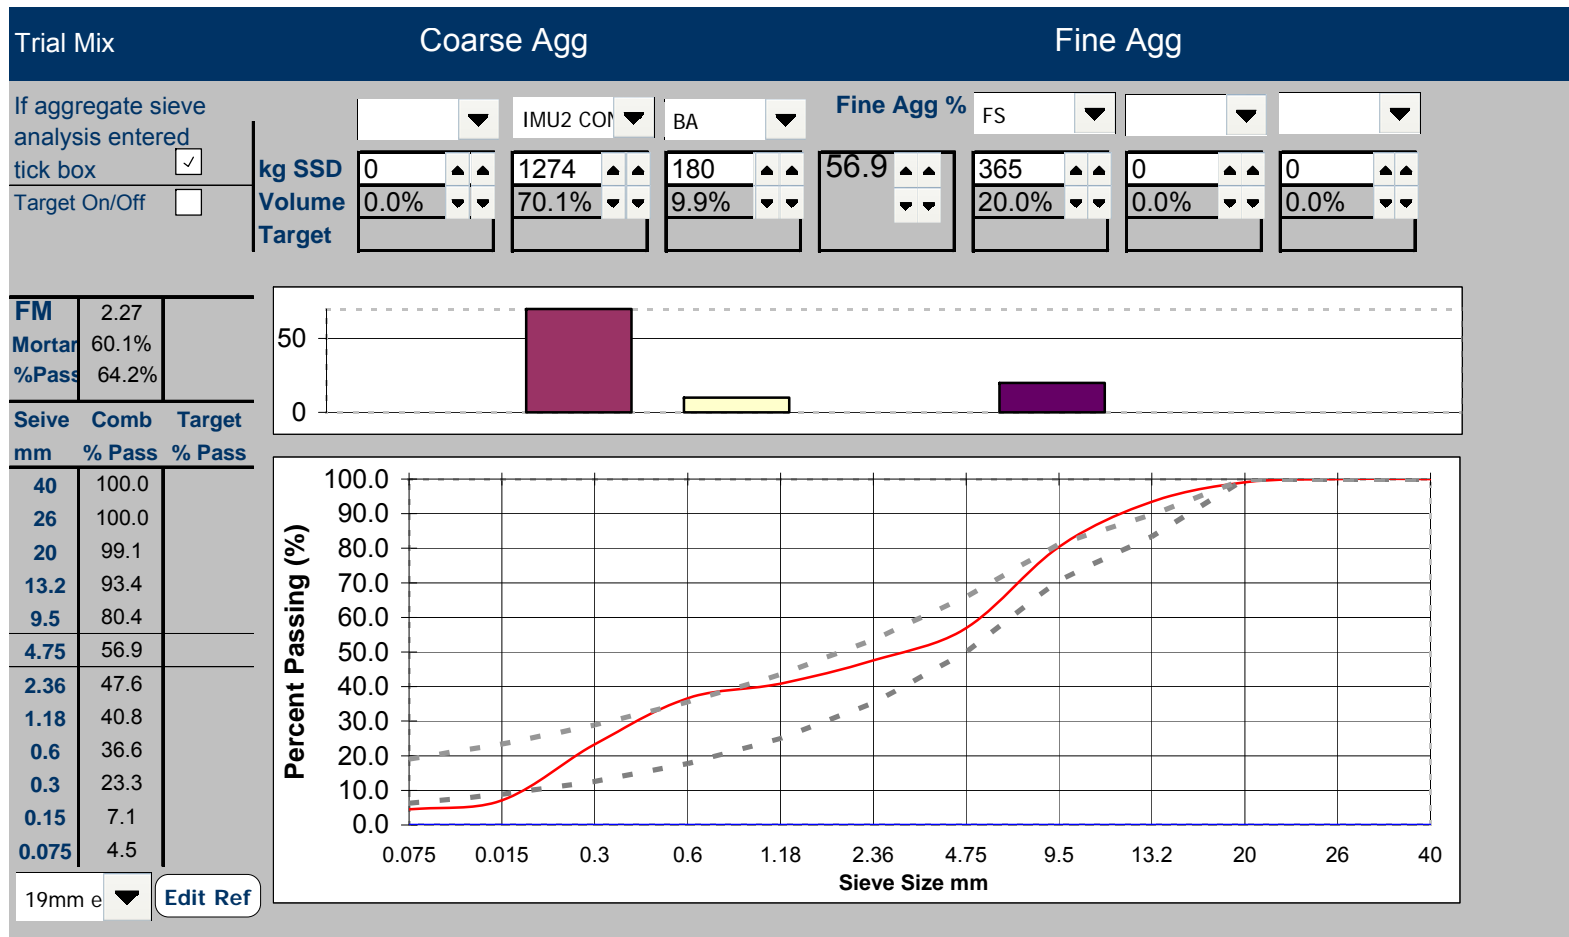 Trial Mix Coarse Agg Fine Agg
If aggregate sieve
analysis entered
tick box
Target On/Off
IMU2 CON BA Fine Agg % FS
kg SSD 0 1274 180 56.9 365 0 0
Volume 0.0% 70.1% 9.9% 20.0% 0.0% 0.0%
Target
FM 2.27
Mortar 60.1%
%Pass 64.2%
Seive Comb Target
mm % Pass % Pass
40 100.0
26 100.0
20 99.1
13.2 93.4
9.5 80.4
4.75 56.9
2.36 47.6
1.18 40.8
0.6 36.6
0.3 23.3
0.15 7.1
0.075 4.5
19mm e Edit Ref
50
0
100.0
90.0
80.0
70.0
60.0
50.0
40.0
30.0
20.0
10.0
0.0
Percent Passing (%)
0.075 0.015 0.3 0.6 1.18 2.36 4.75 9.5 13.2 20 26 40
Sieve Size mm